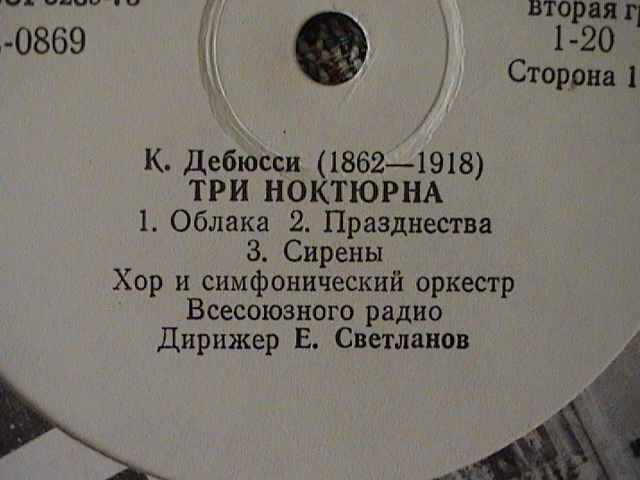 -0869
вторая
1-20
Сторона 1
К. Дебюсси (1862—1918)
ТРИ НОКТЮРНА
1. Облака 2. Празднества
3. Сирены
Хор и симфонический оркестр
Всесоюзного радио
Дирижер Е. Светланов